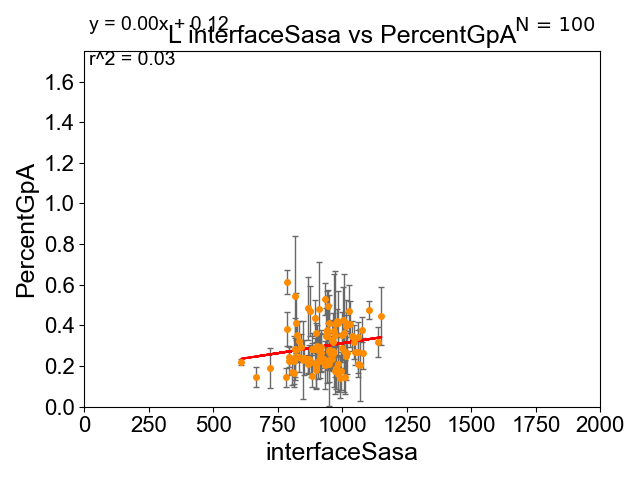 y = 0.00x + 0.12
N = 100
L interfaceSasa vs PercentGpA
r^2 = 0.03
1.6
1.4
1.2
1.0
0.8
0.6
0.4
0.2
0.0
PercentGpA
0 250 500 750 1000 1250 1500 1750 2000
interfaceSasa